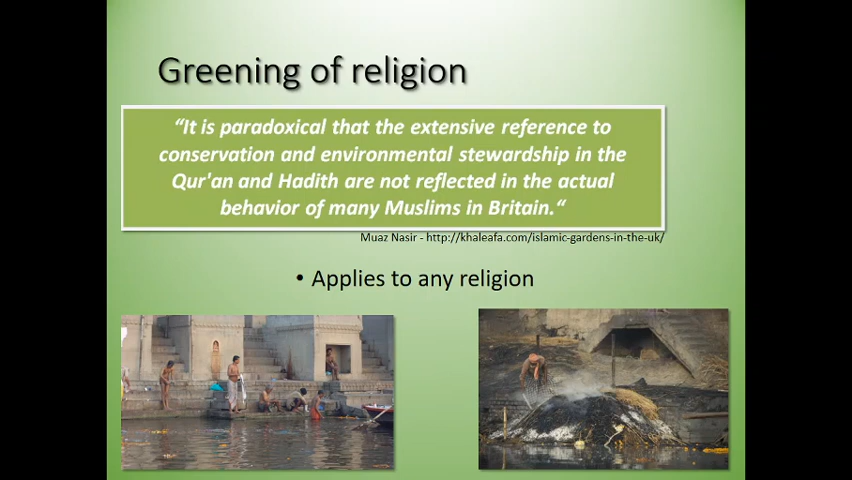 Greening of religion
“It is paradoxical that the extensive reference to
conservation and environmental stewardship in the
Qur'an and Hadith are not reflected in the actual
behavior of many Muslims in Britain.“
Muaz Nasir - http://khaleafa.com/islamic-gardens-in-the-uk/
• Applies to any religion